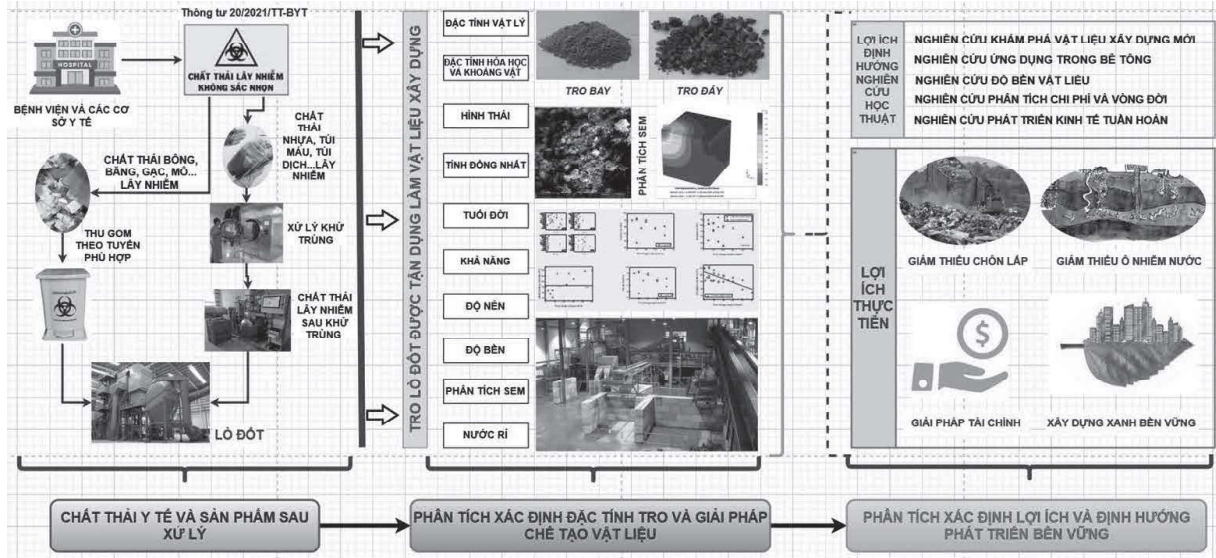 Thông tư 20/2021/TT-BYT
HOSPITAL
BỆNH VIỆN VÀ CÁC CƠ
SỞ Y TẾ
CHẤT THẢI LÂY NHIỄM
KHÔNG SẮC NHỌN
CHẤT
THẢI
NHỰA, TÚI
MÁU, TÚI
DỊCH...LÂY
NHIỄM
CHẤT THẢI BÔNG,
BĂNG, GẠC, MÔ...
LÂY NHIỄM
THU GOM
THEO TUYẾN
PHÙ HỢP
XỬ LÝ KHỬ
TRÙNG
CHẤT THẢI
LÂY NHIỄM
SAU KHỬ
TRÙNG
LÒ ĐỐT
TRO LÒ ĐỐT ĐƯỢC TẬN DỤNG LÀM VẬT LIỆU XÂY DỰNG
ĐẶC TÍNH VẬT LÝ
ĐẶC TÍNH HÓA HỌC
VÀ KHOÁNG VẬT
HÌNH THÁI
TÍNH ĐỒNG NHẤT
TUỔI ĐỜI
KHẢ NĂNG
ĐỘ NÉN
ĐỘ BỀN
PHÂN TÍCH SEM
NƯỚC RỈ
TRO BAY
TRO ĐÁY
PHÂN TÍCH SEM
LỢI ÍCH
ĐỊNH
HƯỚNG
NGHIÊN
CỨU
HỌC
THUẬT
NGHIÊN CỨU KHÁM PHÁ VẬT LIỆU XÂY DỰNG MỚI
NGHIÊN CỨU ỨNG DỤNG TRONG BÊ TÔNG
NGHIÊN CỨU ĐỘ BỀN VẬT LIỆU
NGHIÊN CỨU PHÂN TÍCH CHI PHÍ VÀ VÒNG ĐỜI
NGHIÊN CỨU PHÁT TRIỂN KINH TẾ TUẦN HOÀN
LỢI
ÍCH
THỰC
TIỄN
GIẢM THIỂU CHÔN LẤP
GIẢM THIỂU Ô NHIỄM NƯỚC
$
GIẢI PHÁP TÀI CHÍNH
XÂY DỰNG XANH BỀN VỮNG
CHẤT THẢI Y TẾ VÀ SẢN PHẨM SAU
XỬ LÝ
PHÂN TÍCH XÁC ĐỊNH ĐẶC TÍNH TRO VÀ GIẢI PHÁP
CHẾ TẠO VẬT LIỆU
PHÂN TÍCH XÁC ĐỊNH LỢI ÍCH VÀ ĐỊNH HƯỚNG
PHÁT TRIỂN BỀN VỮNG